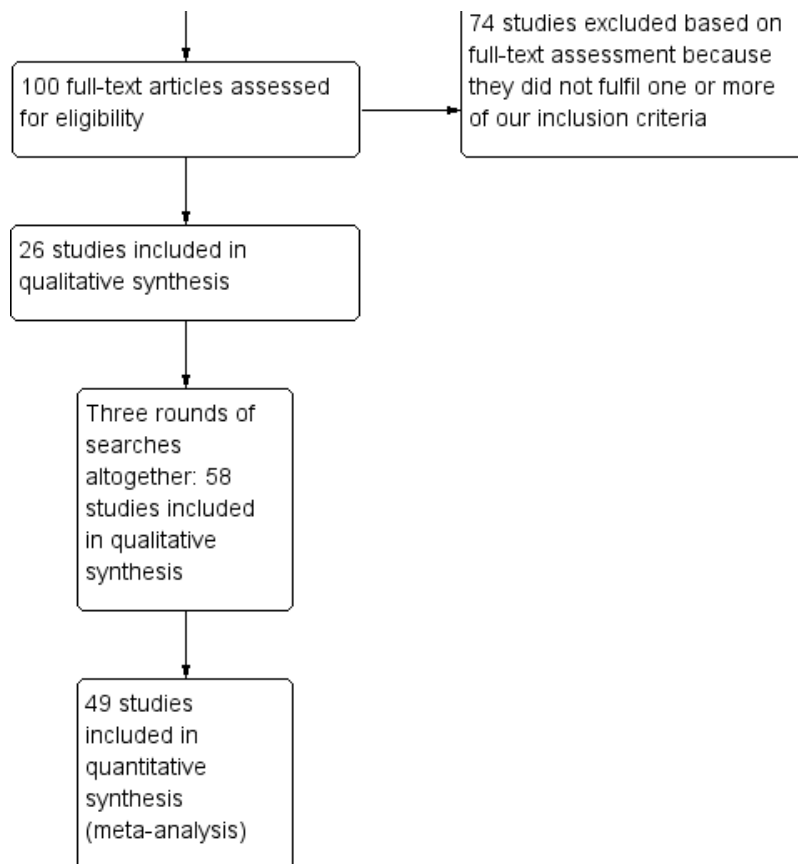 100 full-text articles assessed
for eligibility
74 studies excluded based on
full-text assessment because
they did not fulfil one or more
of our inclusion criteria
26 studies included in
qualitative synthesis
Three rounds of
searches
altogether: 58
studies included
in qualitative
synthesis
49 studies
included in
quantitative
synthesis
(meta-analysis)